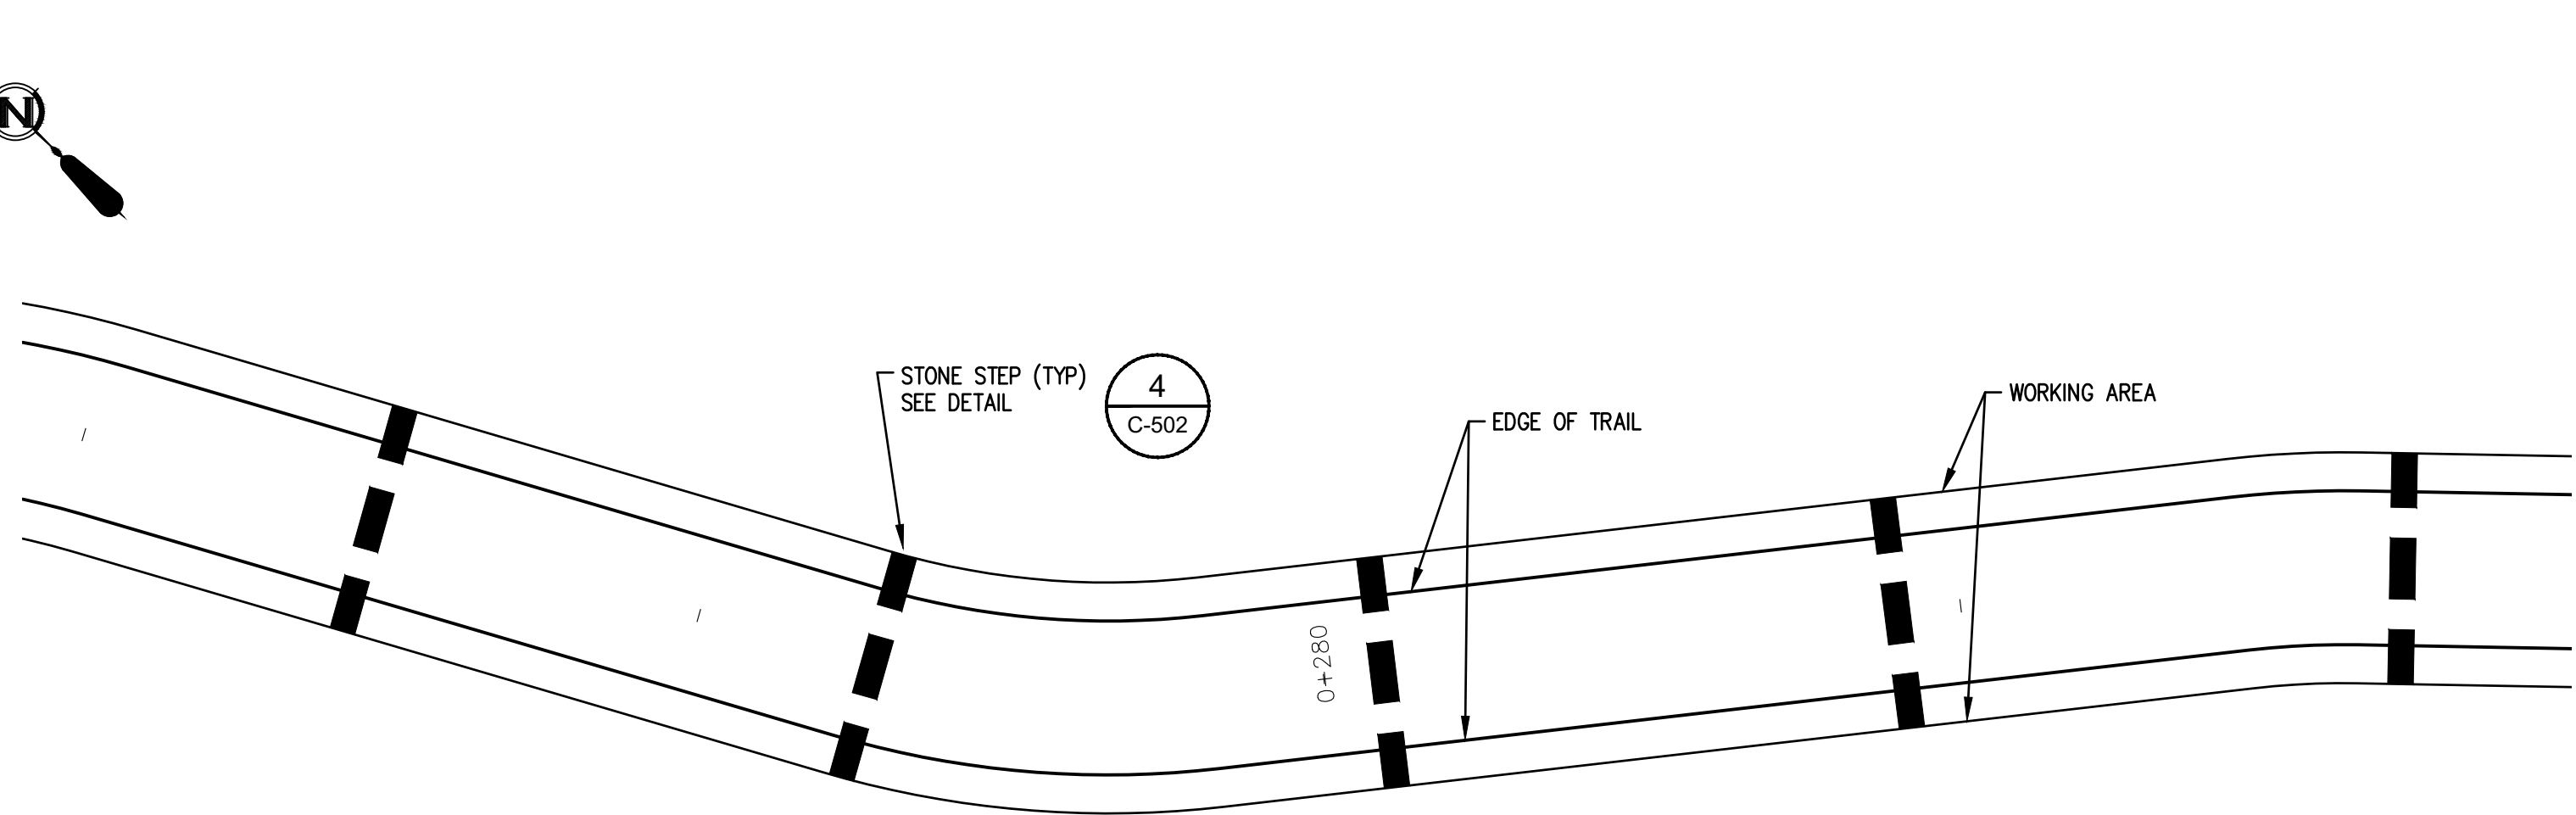 N
STONE STEP (TYP)
SEE DETAIL
4
C-502
EDGE OF TRAIL
WORKING AREA
0+280